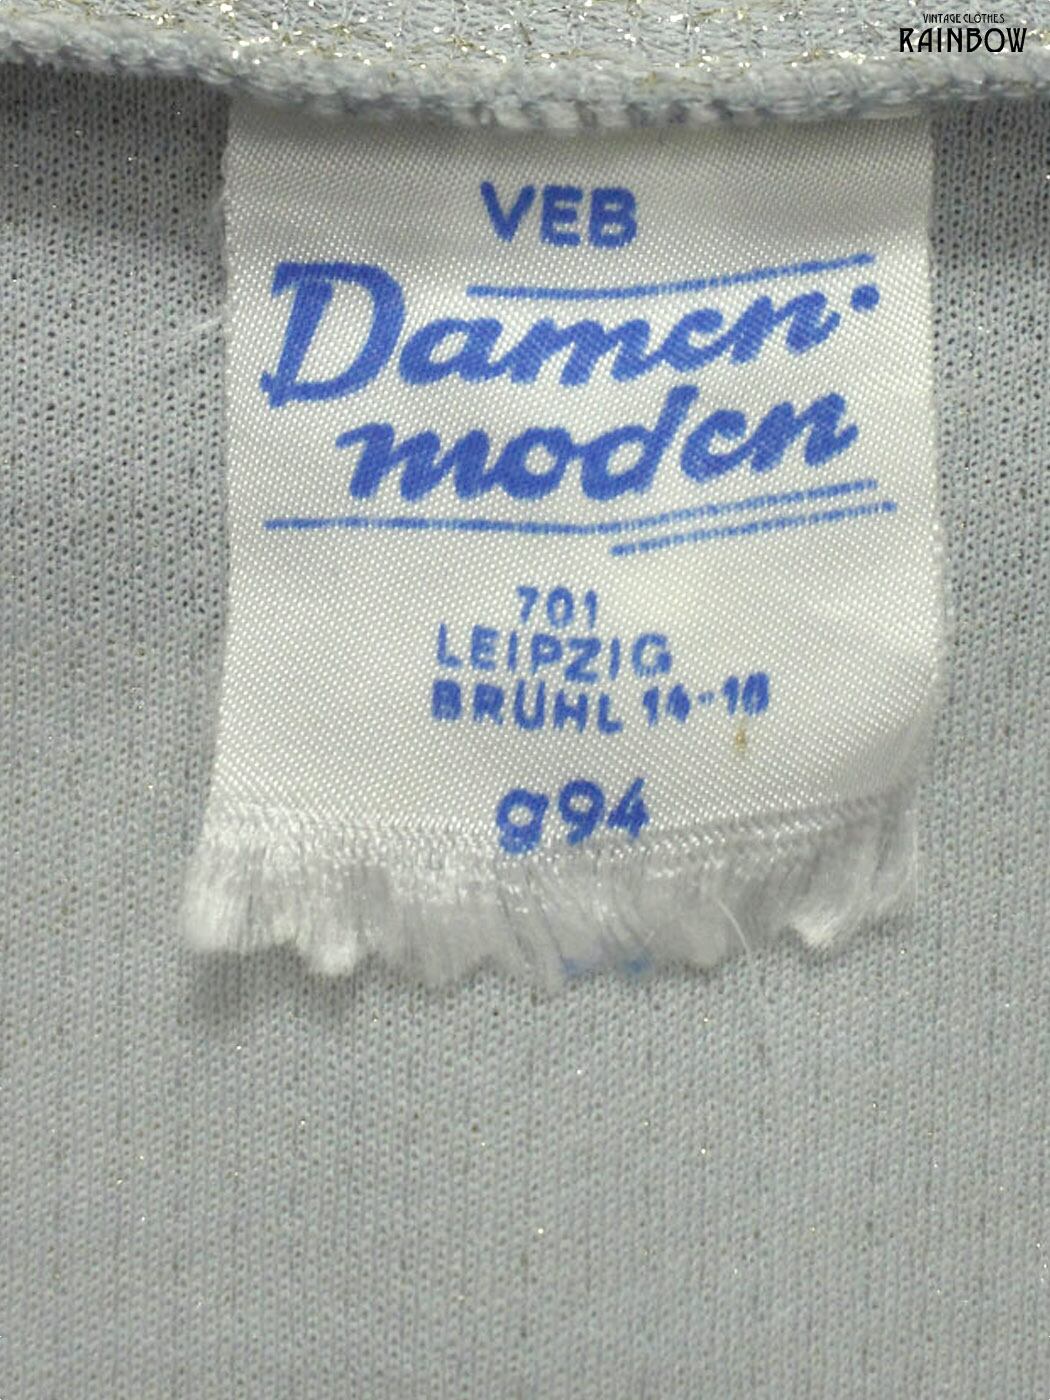 VINTAGE CLOTHES
RAINBOW
VEB
Damen-
moden
701
LEIPZIG
BRÜHL 14-18
g94